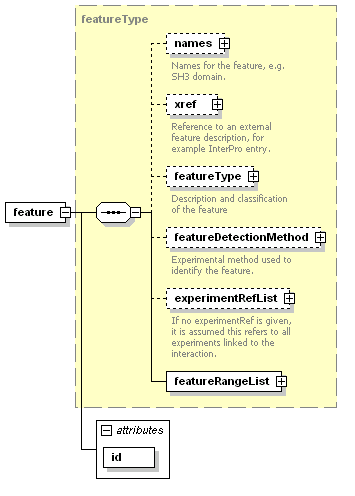 featureType
names
Names for the feature, e.g.
SH3 domain.
xref
Reference to an external
feature description, for
example InterPro entry.
featureType
Description and classification
of the feature
featureDetectionMethod
Experimental method used to
identify the feature.
feature
experimentRefList
If no experimentRef is given,
it is assumed this refers to all
experiments linked to the
interaction.
featureRangeList
attributes
id